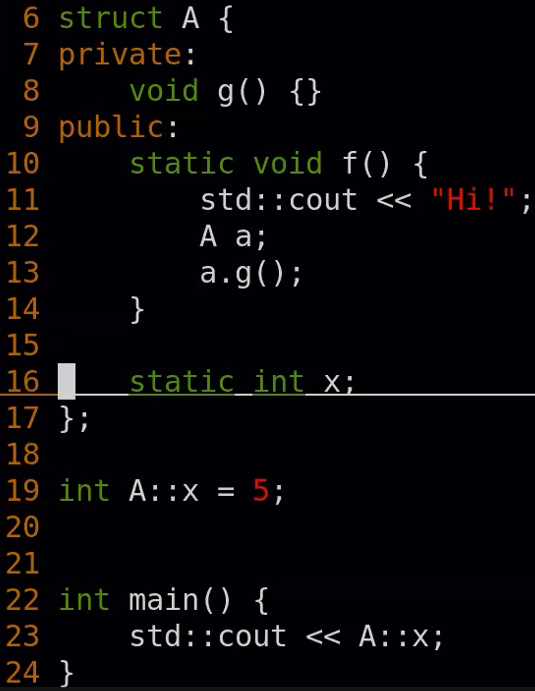 6 struct A {
7 private:
8     void g() {}
9 public:
10     static void f() {
11         std::cout << "Hi!";
12         A a;
13         a.g();
14     }
15
16     static int x;
17 };
18
19 int A::x = 5;
20
21
22 int main() {
23     std::cout << A::x;
24 }